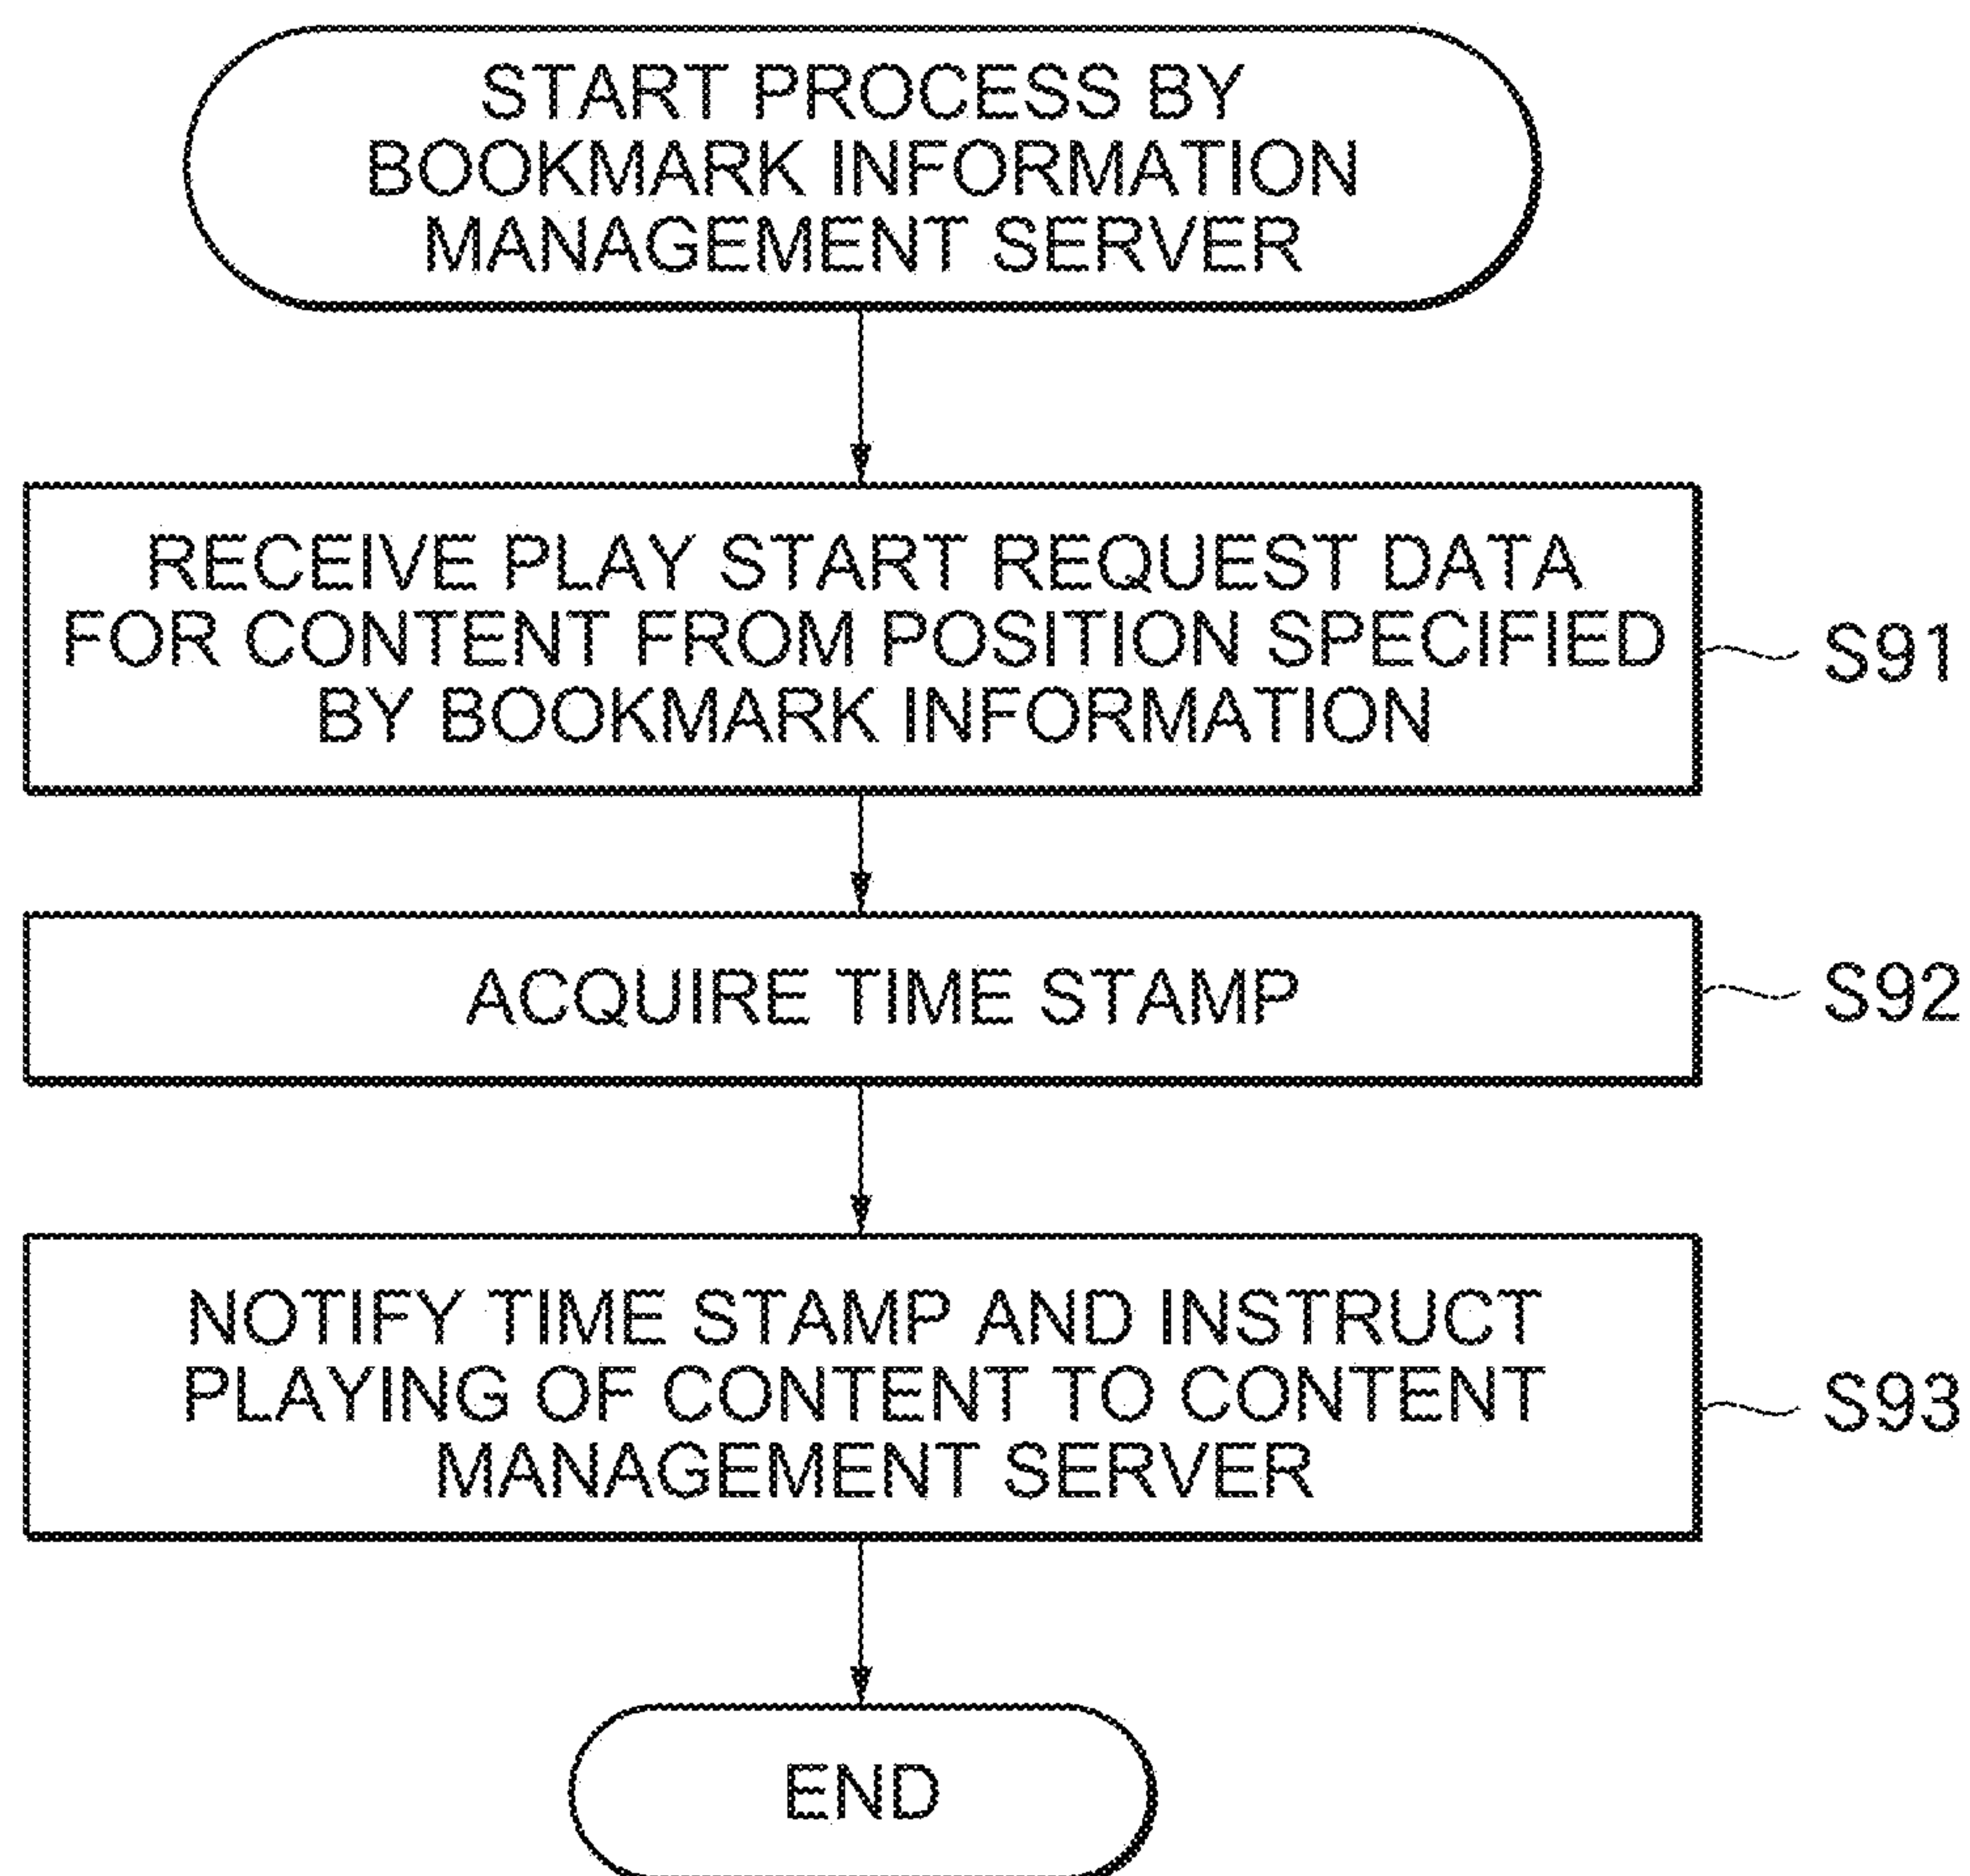 START PROCESS BY
BOOKMARK INFORMATION
MANAGEMENT SERVER
RECEIVE PLAY START REQUEST DATA
FOR CONTENT FROM POSITION SPECIFIED
BY BOOKMARK INFORMATION
S91
ACQUIRE TIME STAMP
S92
NOTIFY TIME STAMP AND INSTRUCT
PLAYING OF CONTENT TO CONTENT
MANAGEMENT SERVER
S93
END